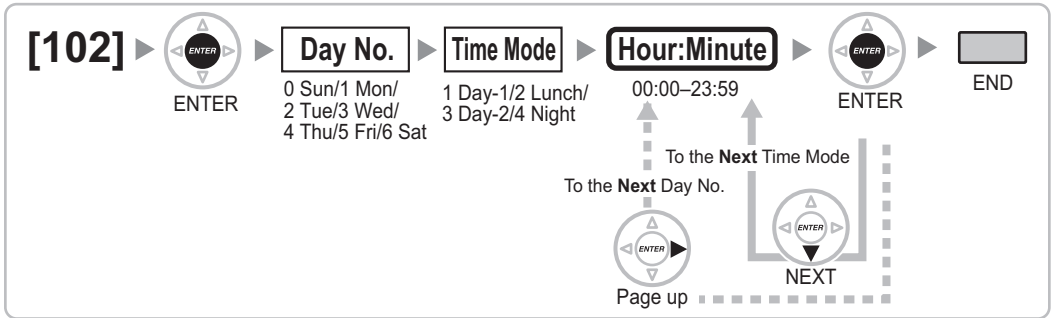 [102]
ENTER
ENTER
Day No.
0 Sun/1 Mon/
2 Tue/3 Wed/
4 Thu/5 Fri/6 Sat
Time Mode
1 Day-1/2 Lunch/
3 Day-2/4 Night
Hour:Minute
00:00–23:59
ENTER
ENTER
END
To the Next Time Mode
To the Next Day No.
ENTER
Page up
ENTER
NEXT